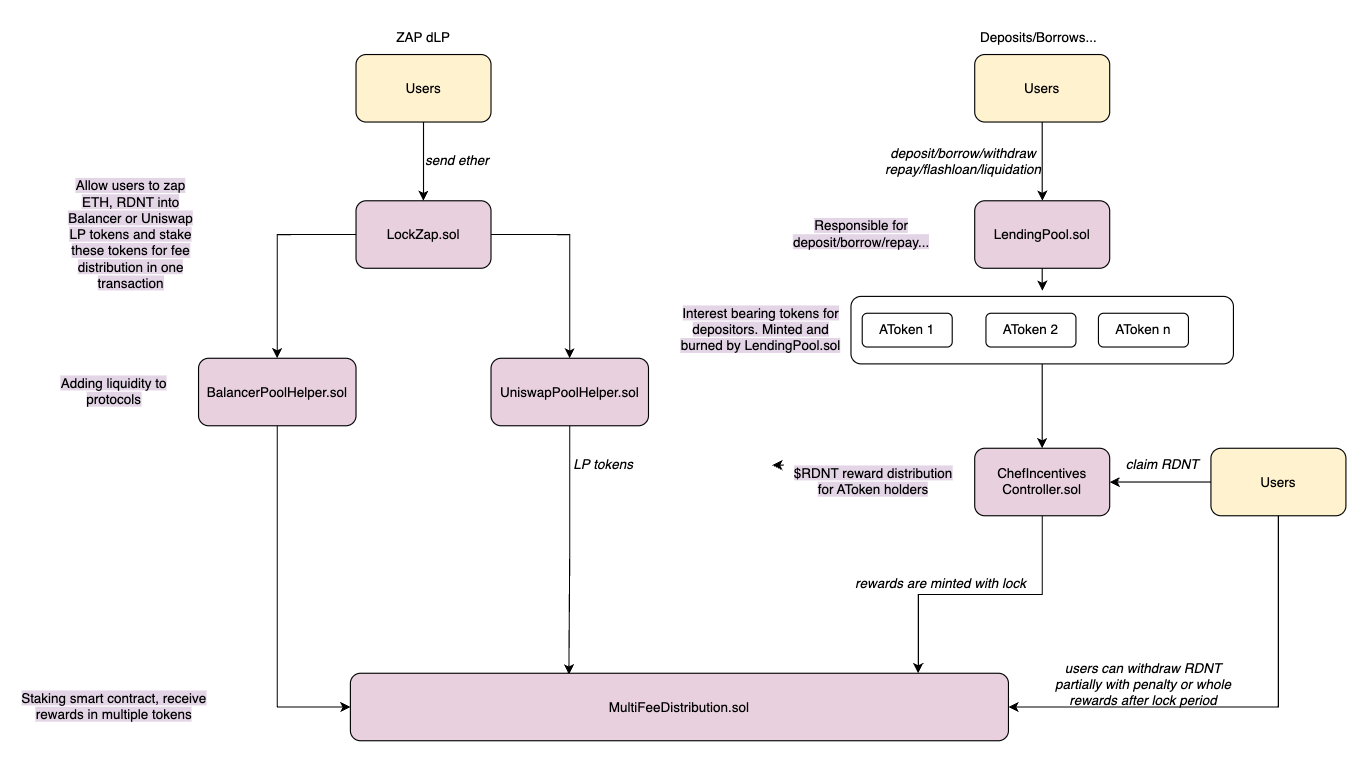 ZAP dLP
Users
send ether
Allow users to zap
ETH, RDNT into
Balancer or Uniswap
LP tokens and stake
these tokens for fee
distribution in one
transaction
LockZap.sol
Adding liquidity to
protocols
BalancerPoolHelper.sol
UniswapPoolHelper.sol
LP tokens
Deposits/Borrows...
Users
deposit/borrow/withdraw
repay/flashloan/liquidation
Responsible for
deposit/borrow/repay...
LendingPool.sol
Interest bearing tokens for
depositors. Minted and
burned by LendingPool.sol
AToken 1
AToken 2
AToken n
$RDNT reward distribution
for AToken holders
ChefIncentives
Controller.sol
claim RDNT
Users
rewards are minted with lock
users can withdraw RDNT
partially with penalty or whole
rewards after lock period
Staking smart contract, receive
rewards in multiple tokens
MultiFeeDistribution.sol